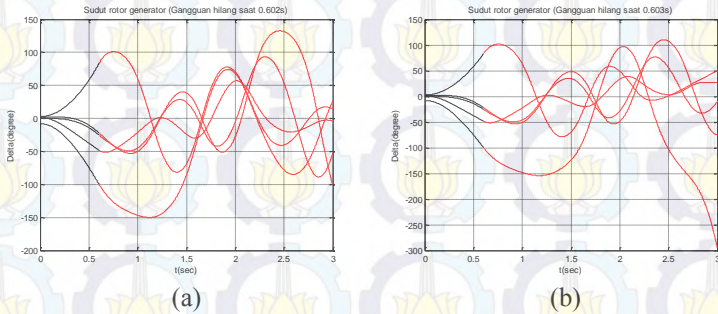 Sudut rotor generator (Gangguan hilang saat 0.602s)
150
100
50
0
-50
-100
-150
-200
Delta(degree)
0 0.5 1 1.5 2 2.5 3
t(sec)
(a)
Sudut rotor generator (Gangguan hilang saat 0.603s)
150
100
50
0
-50
-100
-150
-200
-250
-300
Delta(degree)
0 0.5 1 1.5 2 2.5 3
t(sec)
(b)